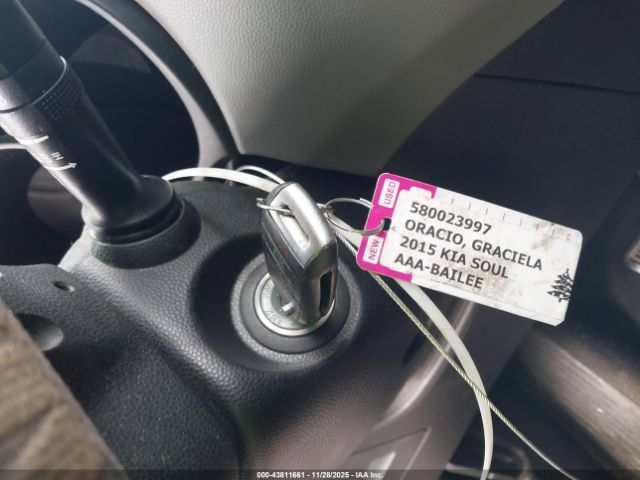 USED
NEW
580023997
ORACIO, GRACIELA
2015 KIA SOUL
AAA-BAILEE
000-43811661 | 11/28/2025 - IAA Inc.